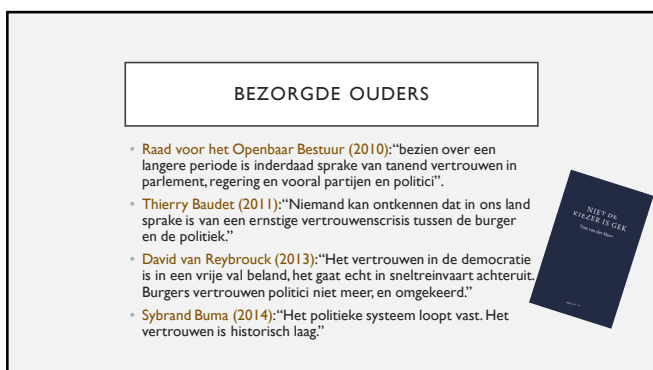 BEZORGDE OUDERS
• Raad voor het Openbaar Bestuur (2010):“bezien over een
langere periode is inderdaad sprake van tanend vertrouwen in
parlement, regering en vooral partijen en politici”.
• Thierry Baudet (2011):“Niemand kan ontkennen dat in ons land
sprake is van een ernstige vertrouwenscrisis tussen de burger
en de politiek.”
• David van Reybrouck (2013):“Het vertrouwen in de democratie
is in een vrije val beland, het gaat echt in sneltreinvaart achteruit.
Burgers vertrouwen politici niet meer, en omgekeerd.”
• Sybrand Buma (2014):“Het politieke systeem loopt vast. Het
vertrouwen is historisch laag.”
NIET DE
KIEZER IS GEK
Tom van der Meer